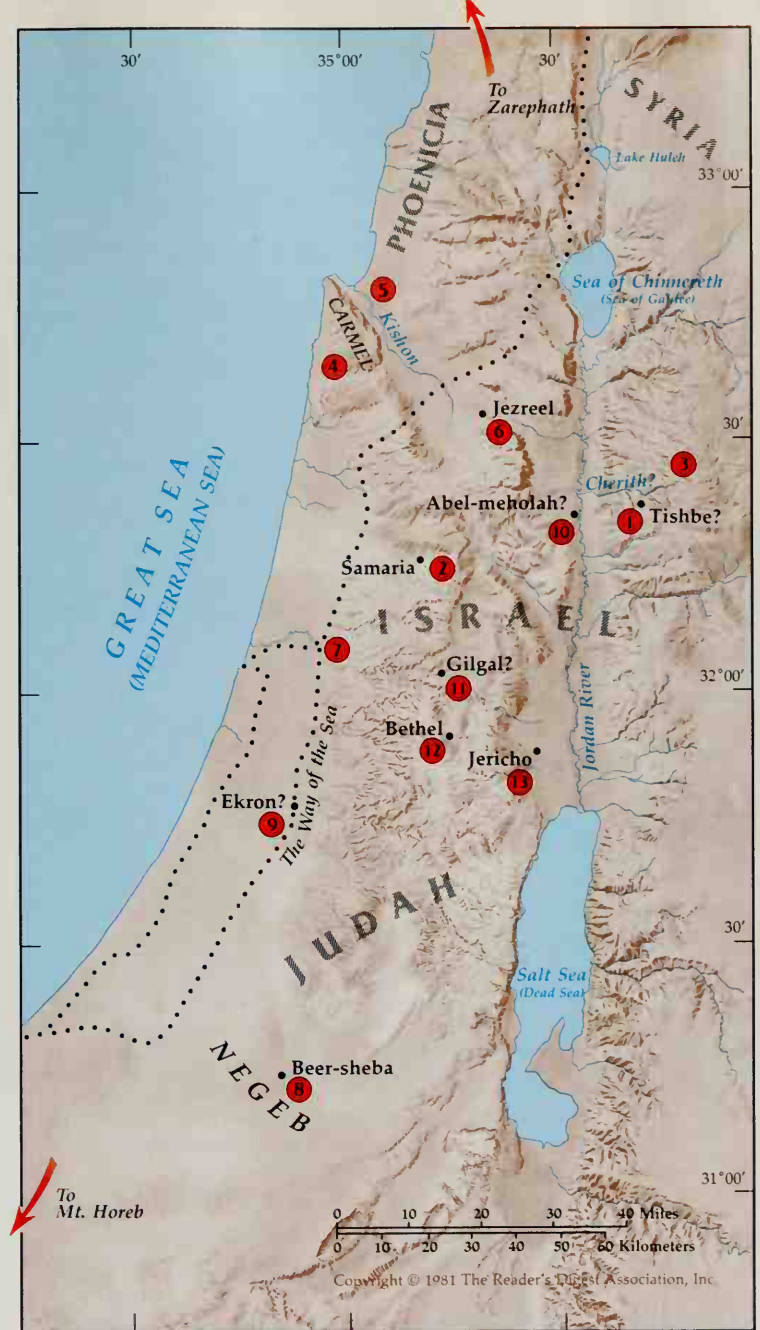 30'
35°00'
30'
To
Zarephath
SYRIA
PHOENICIA
Lake Huleh
33°00'
Sea of Chinnereth
(Sea of Galilee)
5
CARMEL
Kishon
4
Jezreel
6
30'
3
Cherith?
Abel-meholah?
10
1
Tishbe?
GREAT SEA
(MEDITERRANEAN SEA)
Samaria
2
ISRAEL
7
Gilgal?
11
32°00'
Jordan River
Bethel
12
Jericho
13
The Way of the Sea
Ekron?
9
JUDAH
30'
Salt Sea
(Dead Sea)
NEGEB
Beer-sheba
8
31°00'
To
Mt. Horeb
0 10 20 30 40 Miles
0 10 20 30 40 50 60 Kilometers
Copyright © 1981 The Reader's Digest Association, Inc